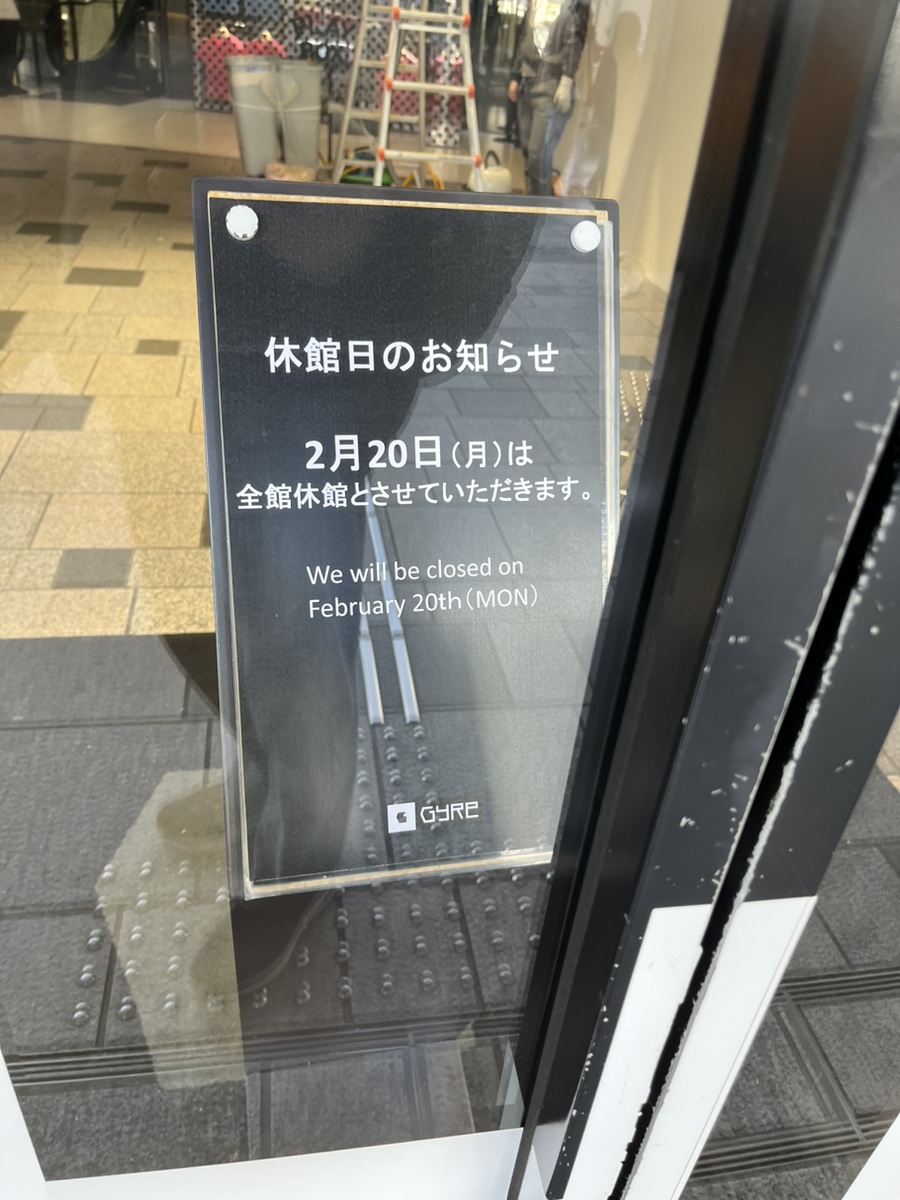 休館日のお知らせ
2月20日（月）は
全館休館とさせていただきます。
We will be closed on
February 20th（MON）
GYRE